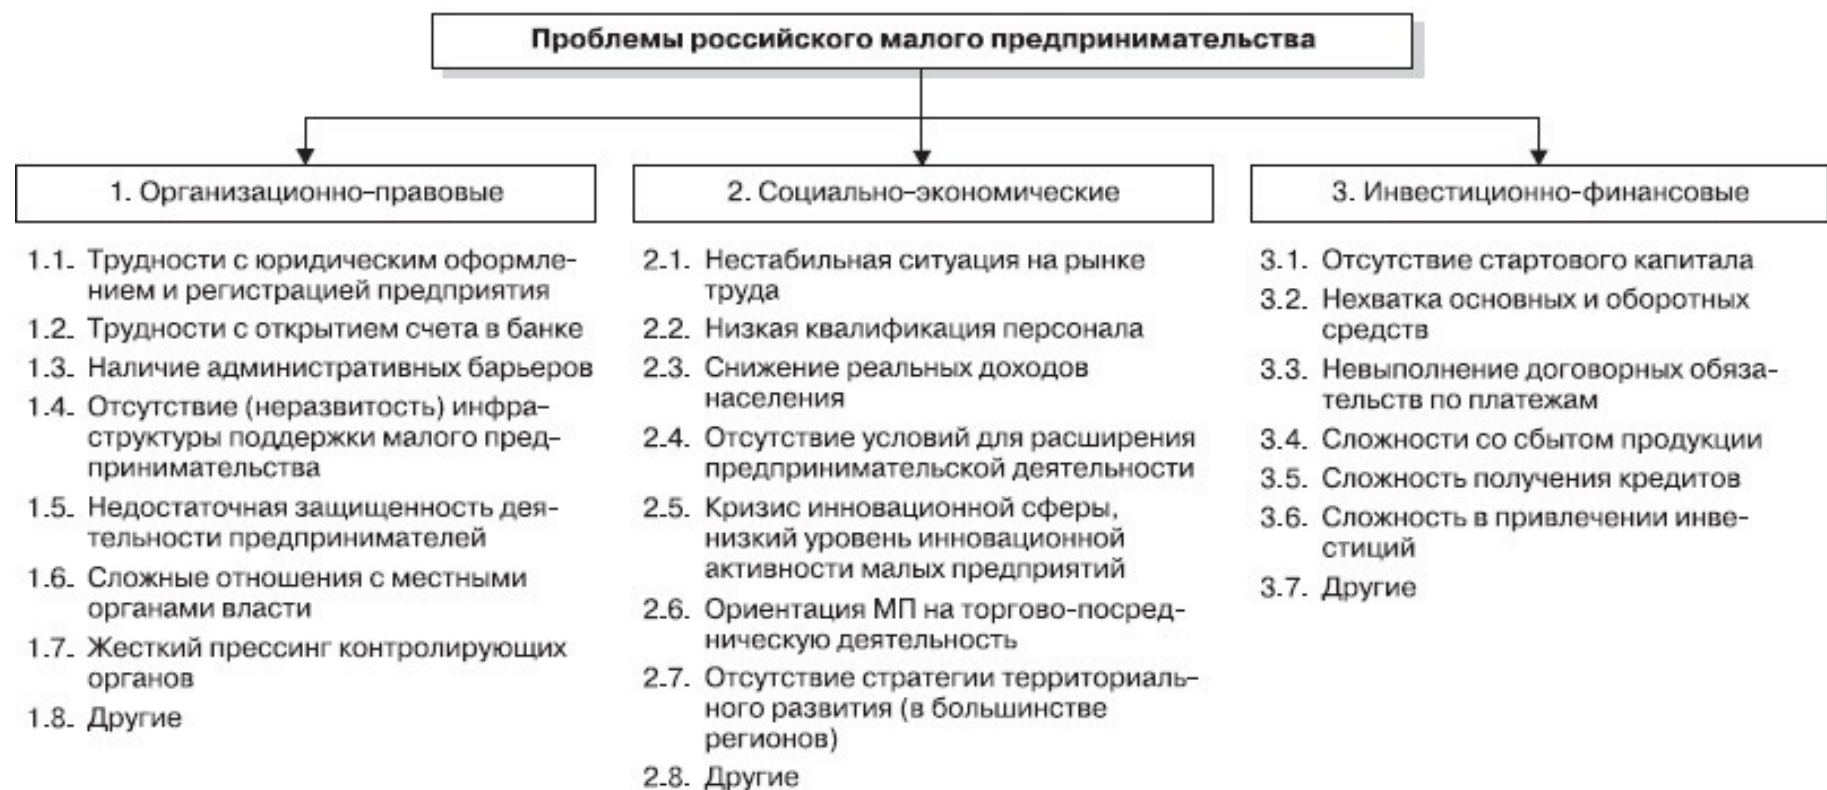 Проблемы российского малого предпринимательства
1. Организационно-правовые
1.1. Трудности с юридическим оформле-
нием и регистрацией предприятия
1.2. Трудности с открытием счета в банке
1.3. Наличие административных барьеров
1.4. Отсутствие (неразвитость) инфра-
структуры поддержки малого пред-
принимательства
1.5. Недостаточная защищенность дея-
тельности предпринимателей
1.6. Сложные отношения с местными
органами власти
1.7. Жесткий прессинг контролирующих
органов
1.8. Другие
2. Социально-экономические
2.1. Нестабильная ситуация на рынке
труда
2.2. Низкая квалификация персонала
2.3. Снижение реальных доходов
населения
2.4. Отсутствие условий для расширения
предпринимательской деятельности
2.5. Кризис инновационной сферы,
низкий уровень инновационной
активности малых предприятий
2.6. Ориентация МП на торгово-посред-
ническую деятельность
2.7. Отсутствие стратегии территориаль-
ного развития (в большинстве
регионов)
2.8. Другие
3. Инвестиционно-финансовые
3.1. Отсутствие стартового капитала
3.2. Нехватка основных и оборотных
средств
3.3. Невыполнение договорных обяза-
тельств по платежам
3.4. Сложности со сбытом продукции
3.5. Сложность получения кредитов
3.6. Сложность в привлечении инве-
стиций
3.7. Другие